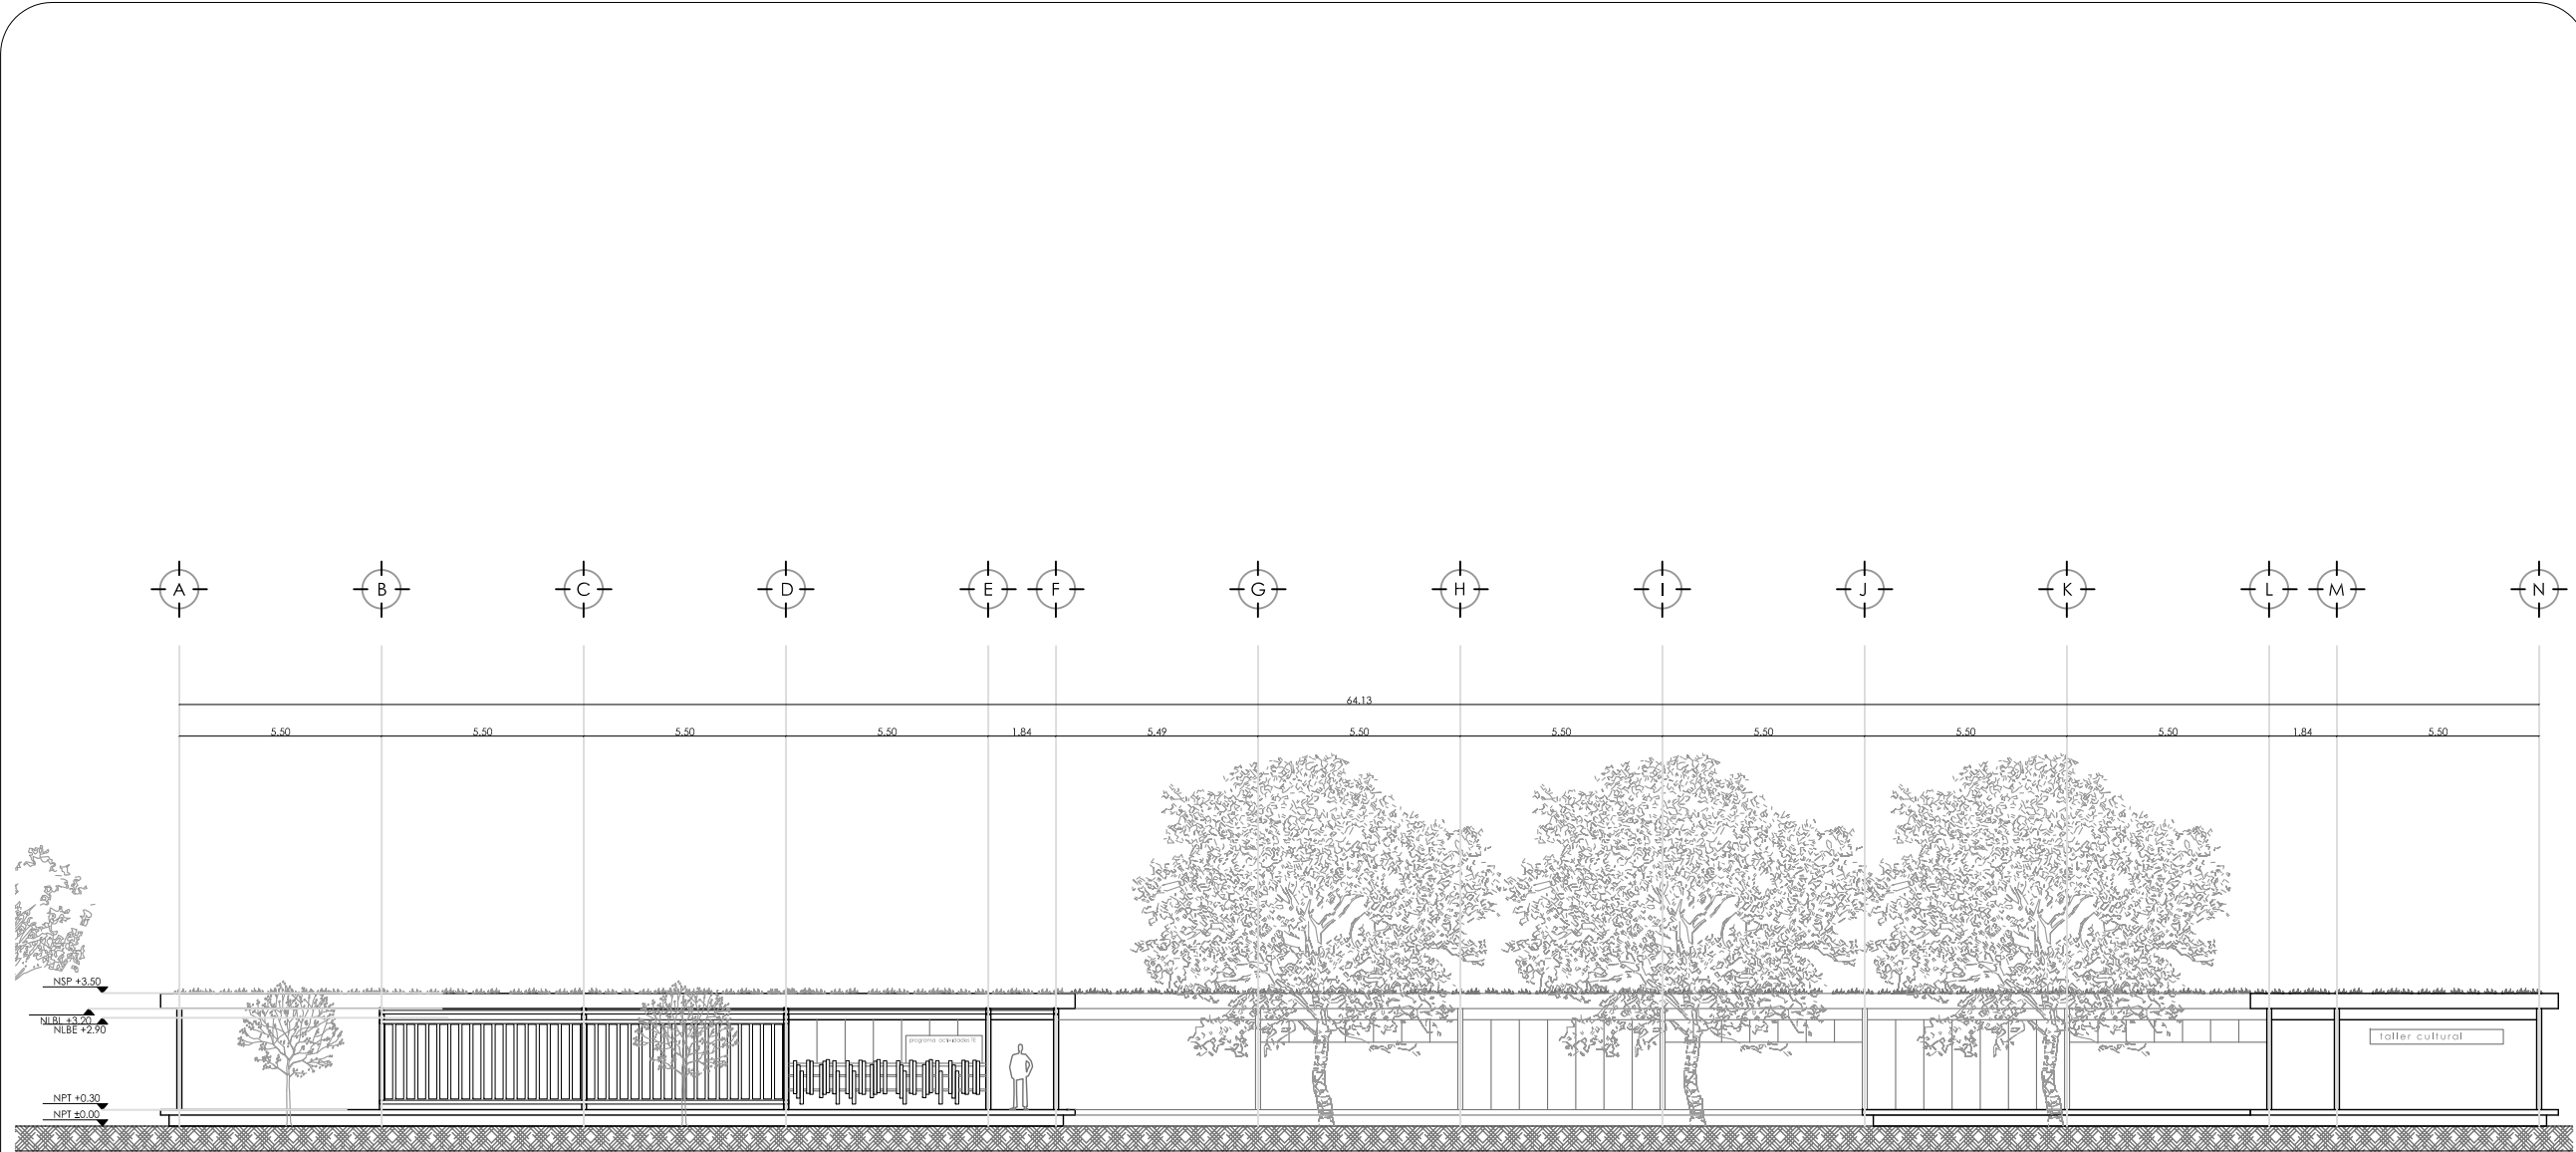 A B C D E F G H I J K L M N
64.13
5.50 5.50 5.50 5.50 1.84 5.49 5.50 5.50 5.50 5.50 5.50 1.84 5.50
NSP +3.50
NLBL +3.20
NLBE +2.90
programa actividades
taller cultural
NPT +0.30
NPT ±0.00